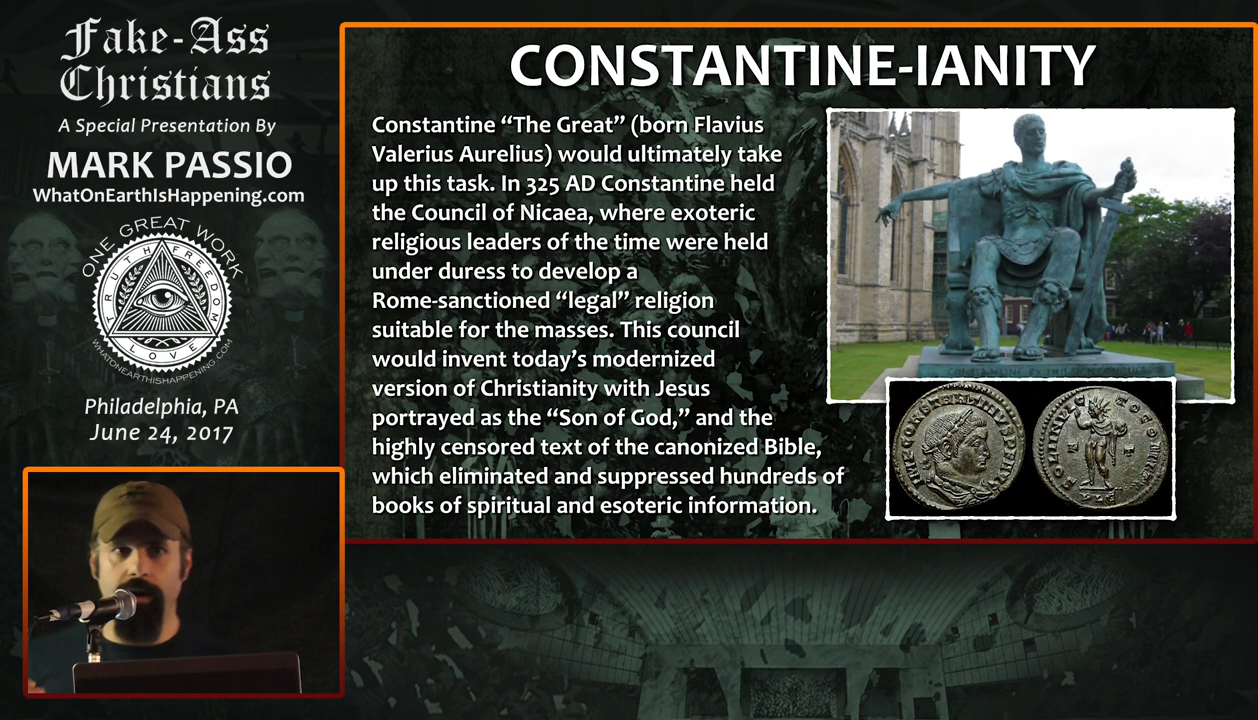 Fake-Ass
Christians
A Special Presentation By
MARK PASSIO
WhatOnEarthIsHappening.com
ONE GREAT WORK
TRUTH FREEDOM LOVE
WHATONEARTHISHAPPENING.COM
Philadelphia, PA
June 24, 2017
CONSTANTINE-IANITY
Constantine “The Great” (born Flavius
Valerius Aurelius) would ultimately take
up this task. In 325 AD Constantine held
the Council of Nicaea, where exoteric
religious leaders of the time were held
under duress to develop a
Rome-sanctioned “legal” religion
suitable for the masses. This council
would invent today’s modernized
version of Christianity with Jesus
portrayed as the “Son of God,” and the
highly censored text of the canonized Bible,
which eliminated and suppressed hundreds of
books of spiritual and esoteric information.